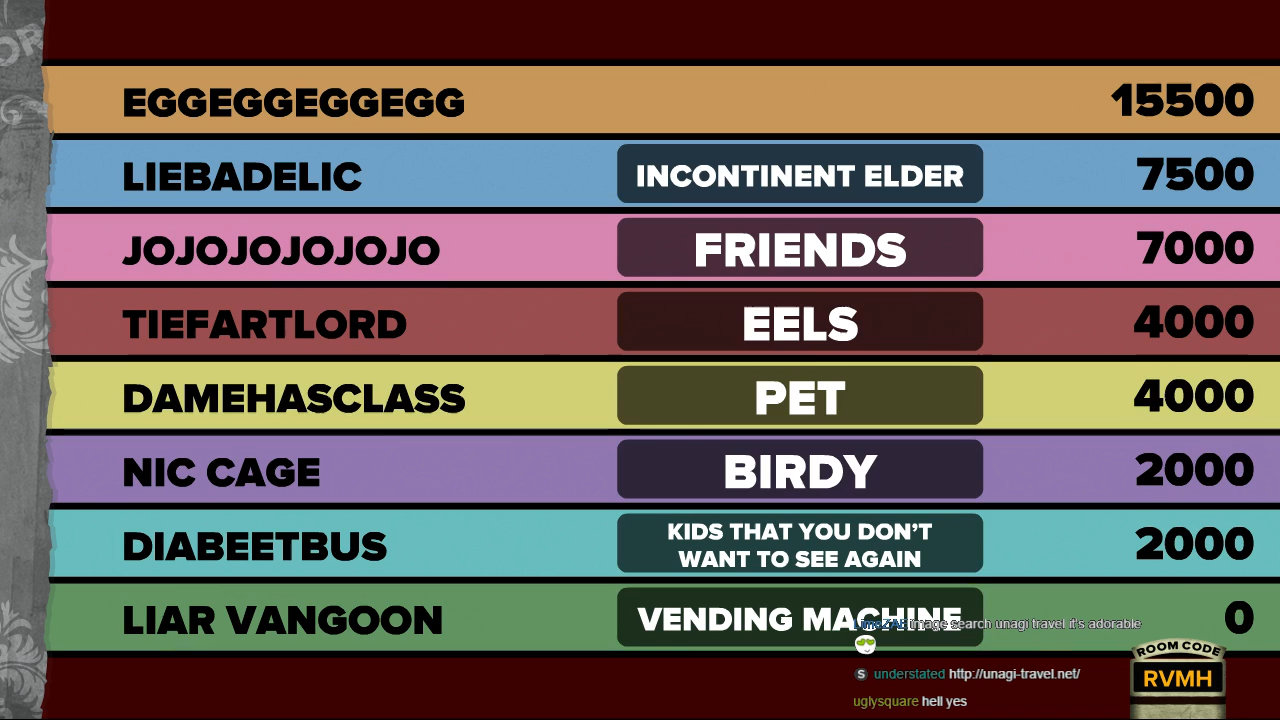 EGGEGGEGGEGG 15500
LIEBADELIC INCONTINENT ELDER 7500
JOJOJOJOJOJO FRIENDS 7000
TIEFARTLORD EELS 4000
DAMEHASCLASS PET 4000
NIC CAGE BIRDY 2000
DIABEETBUS KIDS THAT YOU DON'T 2000
WANT TO SEE AGAIN
LIAR VANGOON VENDING MACHINE 0
image search unagi travel it's adorable
ROOM CODE
RVMH
S understated http://unagi-travel.net/
uglysquare hell yes